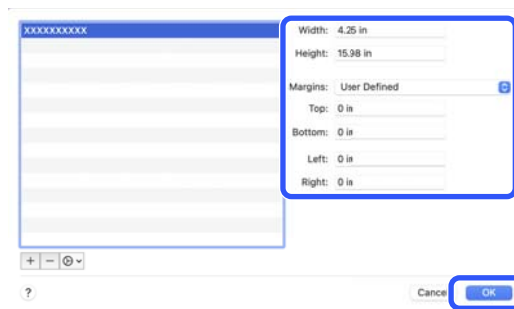 XXXXXXXXXX
Width: 4.25 in
Height: 15.98 in
Margins: User Defined
Top: 0 in
Bottom: 0 in
Left: 0 in
Right: 0 in
+ −
?
Cance OK